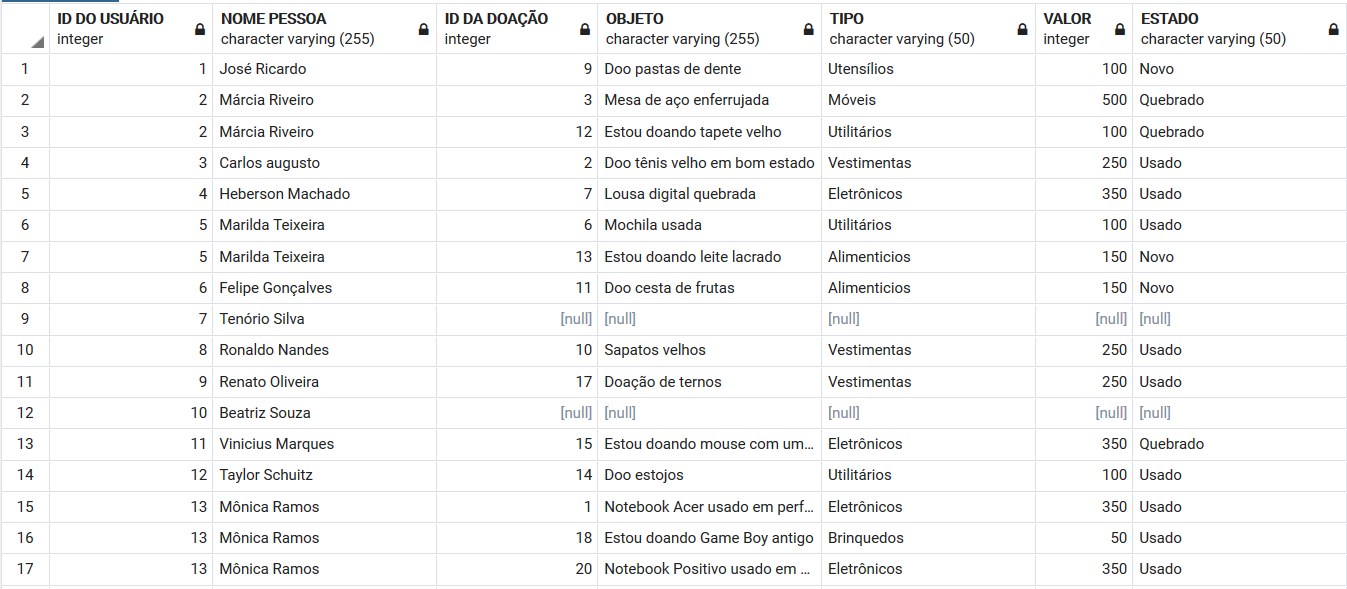 ID DO USUÁRIO NOME PESSOA ID DA DOAÇÃO OBJETO TIPO VALOR ESTADO
integer character varying (255) integer character varying (255) character varying (50) integer character varying (50)
1 1 José Ricardo 9 Doo pastas de dente Utensílios 100 Novo
2 2 Márcia Riveiro 3 Mesa de aço enferrujada Móveis 500 Quebrado
3 2 Márcia Riveiro 12 Estou doando tapete velho Utilitários 100 Quebrado
4 3 Carlos augusto 2 Doo tênis velho em bom estado Vestimentas 250 Usado
5 4 Heberson Machado 7 Lousa digital quebrada Eletrônicos 350 Usado
6 5 Marilda Teixeira 6 Mochila usada Utilitários 100 Usado
7 5 Marilda Teixeira 13 Estou doando leite lacrado Alimenticios 150 Novo
8 6 Felipe Gonçalves 11 Doo cesta de frutas Alimenticios 150 Novo
9 7 Tenório Silva [null] [null] [null] [null] [null]
10 8 Ronaldo Nandes 10 Sapatos velhos Vestimentas 250 Usado
11 9 Renato Oliveira 17 Doação de ternos Vestimentas 250 Usado
12 10 Beatriz Souza [null] [null] [null] [null] [null]
13 11 Vinicius Marques 15 Estou doando mouse com um... Eletrônicos 350 Quebrado
14 12 Taylor Schuitz 14 Doo estojos Utilitários 100 Usado
15 13 Mônica Ramos 1 Notebook Acer usado em perf... Eletrônicos 350 Usado
16 13 Mônica Ramos 18 Estou doando Game Boy antigo Brinquedos 50 Usado
17 13 Mônica Ramos 20 Notebook Positivo usado em ... Eletrônicos 350 Usado